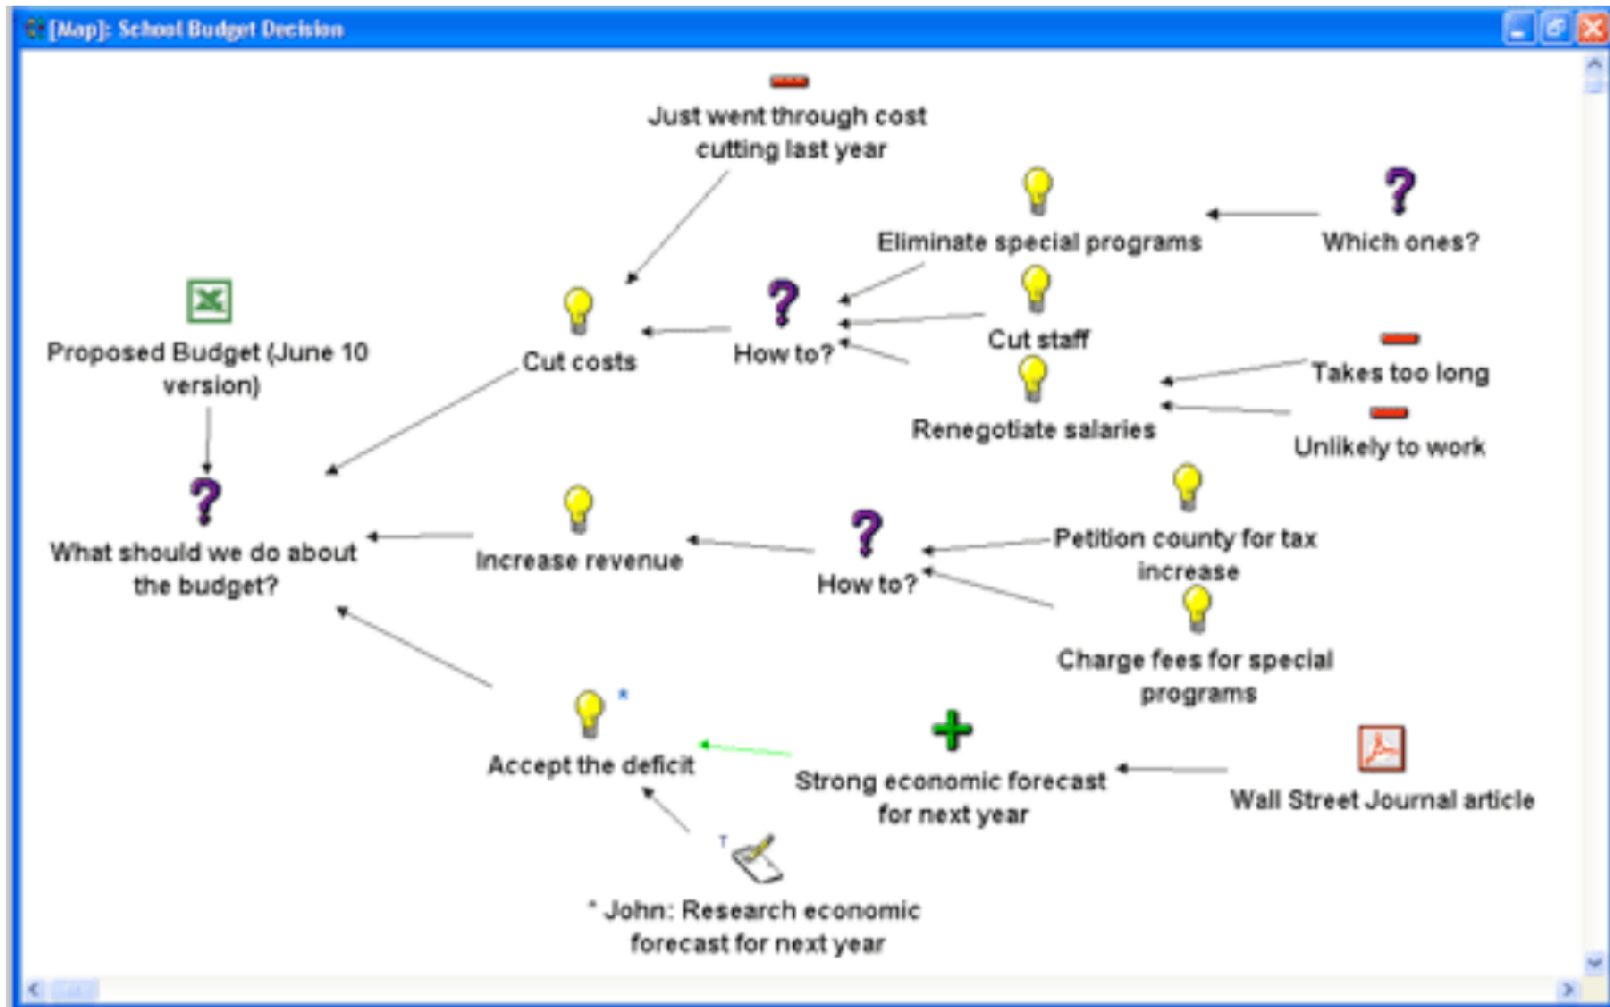 [Map]: School Budget Decision
Just went through cost
cutting last year
Eliminate special programs
Which ones?
Proposed Budget (June 10
version)
Cut costs
How to?
Cut staff
Takes too long
Renegotiate salaries
Unlikely to work
What should we do about
the budget?
Increase revenue
How to?
Petition county for tax
increase
Charge fees for special
programs
*
Accept the deficit
Strong economic forecast
for next year
Wall Street Journal article
T
* John: Research economic
forecast for next year